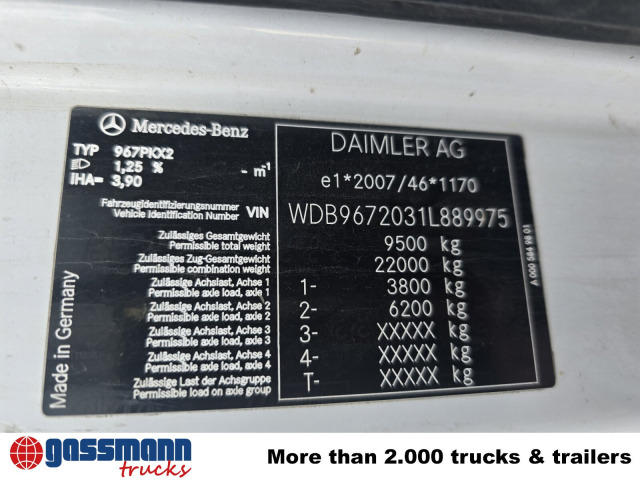 Mercedes-Benz
TYP 967PKX2
1,25 % - m-1
IHA= 3,90
Fahrzeugidentifizierungsnummer
Vehicle Identification Number VIN
Zulässiges Gesamtgewicht
Permissible total weight
Zulässiges Zug-Gesamtgewicht
Permissible combination weight
Zulässige Achslast, Achse 1
Permissible axle load, axle 1
Zulässige Achslast, Achse 2
Permissible axle load, axle 2
Zulässige Achslast, Achse 3
Permissible axle load, axle 3
Zulässige Achslast, Achse 4
Permissible axle load, axle 4
Zulässige Last der Achsgruppe
Permissible load on axle group
DAIMLER AG
e1*2007/46*1170
WDB9672031L889975
9500 kg
22000 kg
1- 3800 kg
2- 6200 kg
3- XXXXX kg
4- XXXXX kg
T- XXXXX kg
Made in Germany
A 000 584 98 01
gassmann
trucks
More than 2.000 trucks & trailers